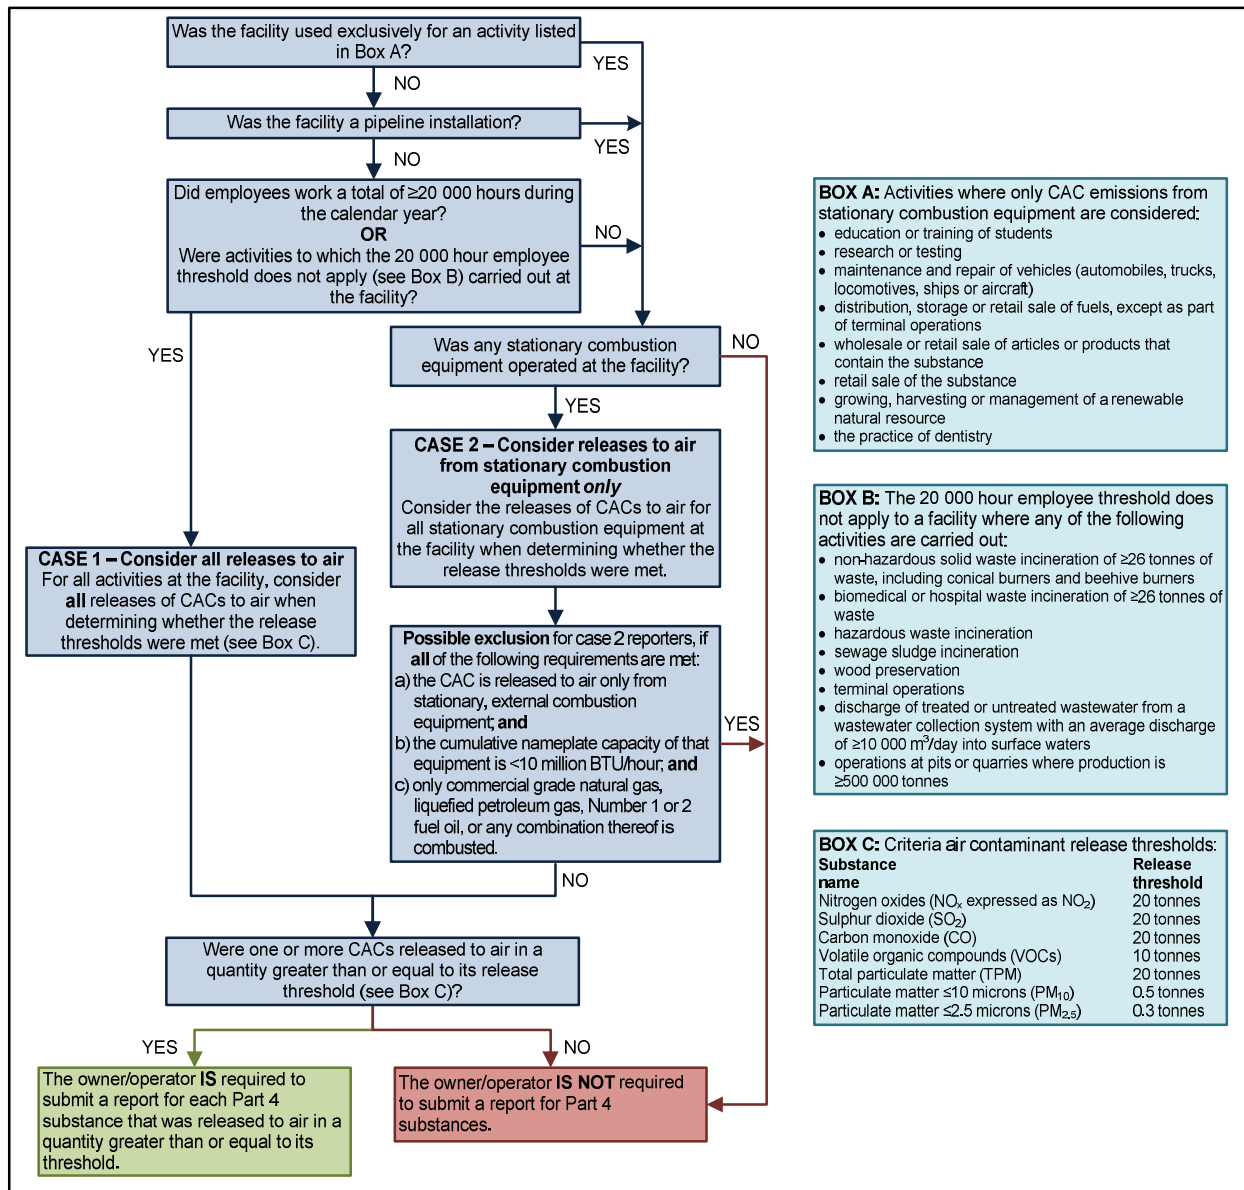 Was the facility used exclusively for an activity listed
in Box A?
YES
NO
Was the facility a pipeline installation?
YES
NO
Did employees work a total of ≥20 000 hours during
the calendar year?
OR
Were activities to which the 20 000 hour employee
threshold does not apply (see Box B) carried out at
the facility?
NO
YES
Was any stationary combustion
equipment operated at the facility?
NO
YES
CASE 2 – Consider releases to air
from stationary combustion
equipment only
Consider the releases of CACs to air for
all stationary combustion equipment at
the facility when determining whether the
release thresholds were met.
CASE 1 – Consider all releases to air
For all activities at the facility, consider
all releases of CACs to air when
determining whether the release
thresholds were met (see Box C).
Possible exclusion for case 2 reporters, if
all of the following requirements are met:
a) the CAC is released to air only from
stationary, external combustion
equipment; and
b) the cumulative nameplate capacity of that
equipment is <10 million BTU/hour; and
c) only commercial grade natural gas,
liquefied petroleum gas, Number 1 or 2
fuel oil, or any combination thereof is
combusted.
YES
NO
Were one or more CACs released to air in a
quantity greater than or equal to its release
threshold (see Box C)?
YES
NO
The owner/operator IS required to
submit a report for each Part 4
substance that was released to air in a
quantity greater than or equal to its
threshold.
The owner/operator IS NOT required
to submit a report for Part 4
substances.
BOX A: Activities where only CAC emissions from
stationary combustion equipment are considered:
• education or training of students
• research or testing
• maintenance and repair of vehicles (automobiles, trucks,
locomotives, ships or aircraft)
• distribution, storage or retail sale of fuels, except as part
of terminal operations
• wholesale or retail sale of articles or products that
contain the substance
• retail sale of the substance
• growing, harvesting or management of a renewable
natural resource
• the practice of dentistry
BOX B: The 20 000 hour employee threshold does
not apply to a facility where any of the following
activities are carried out:
• non-hazardous solid waste incineration of ≥26 tonnes of
waste, including conical burners and beehive burners
• biomedical or hospital waste incineration of ≥26 tonnes of
waste
• hazardous waste incineration
• sewage sludge incineration
• wood preservation
• terminal operations
• discharge of treated or untreated wastewater from a
wastewater collection system with an average discharge
of ≥10 000 m³/day into surface waters
• operations at pits or quarries where production is
≥500 000 tonnes
BOX C: Criteria air contaminant release thresholds:
Substance Release
name threshold
Nitrogen oxides (NOₓ expressed as NO₂) 20 tonnes
Sulphur dioxide (SO₂) 20 tonnes
Carbon monoxide (CO) 20 tonnes
Volatile organic compounds (VOCs) 10 tonnes
Total particulate matter (TPM) 20 tonnes
Particulate matter ≤10 microns (PM₁₀) 0.5 tonnes
Particulate matter ≤2.5 microns (PM₂.₅) 0.3 tonnes